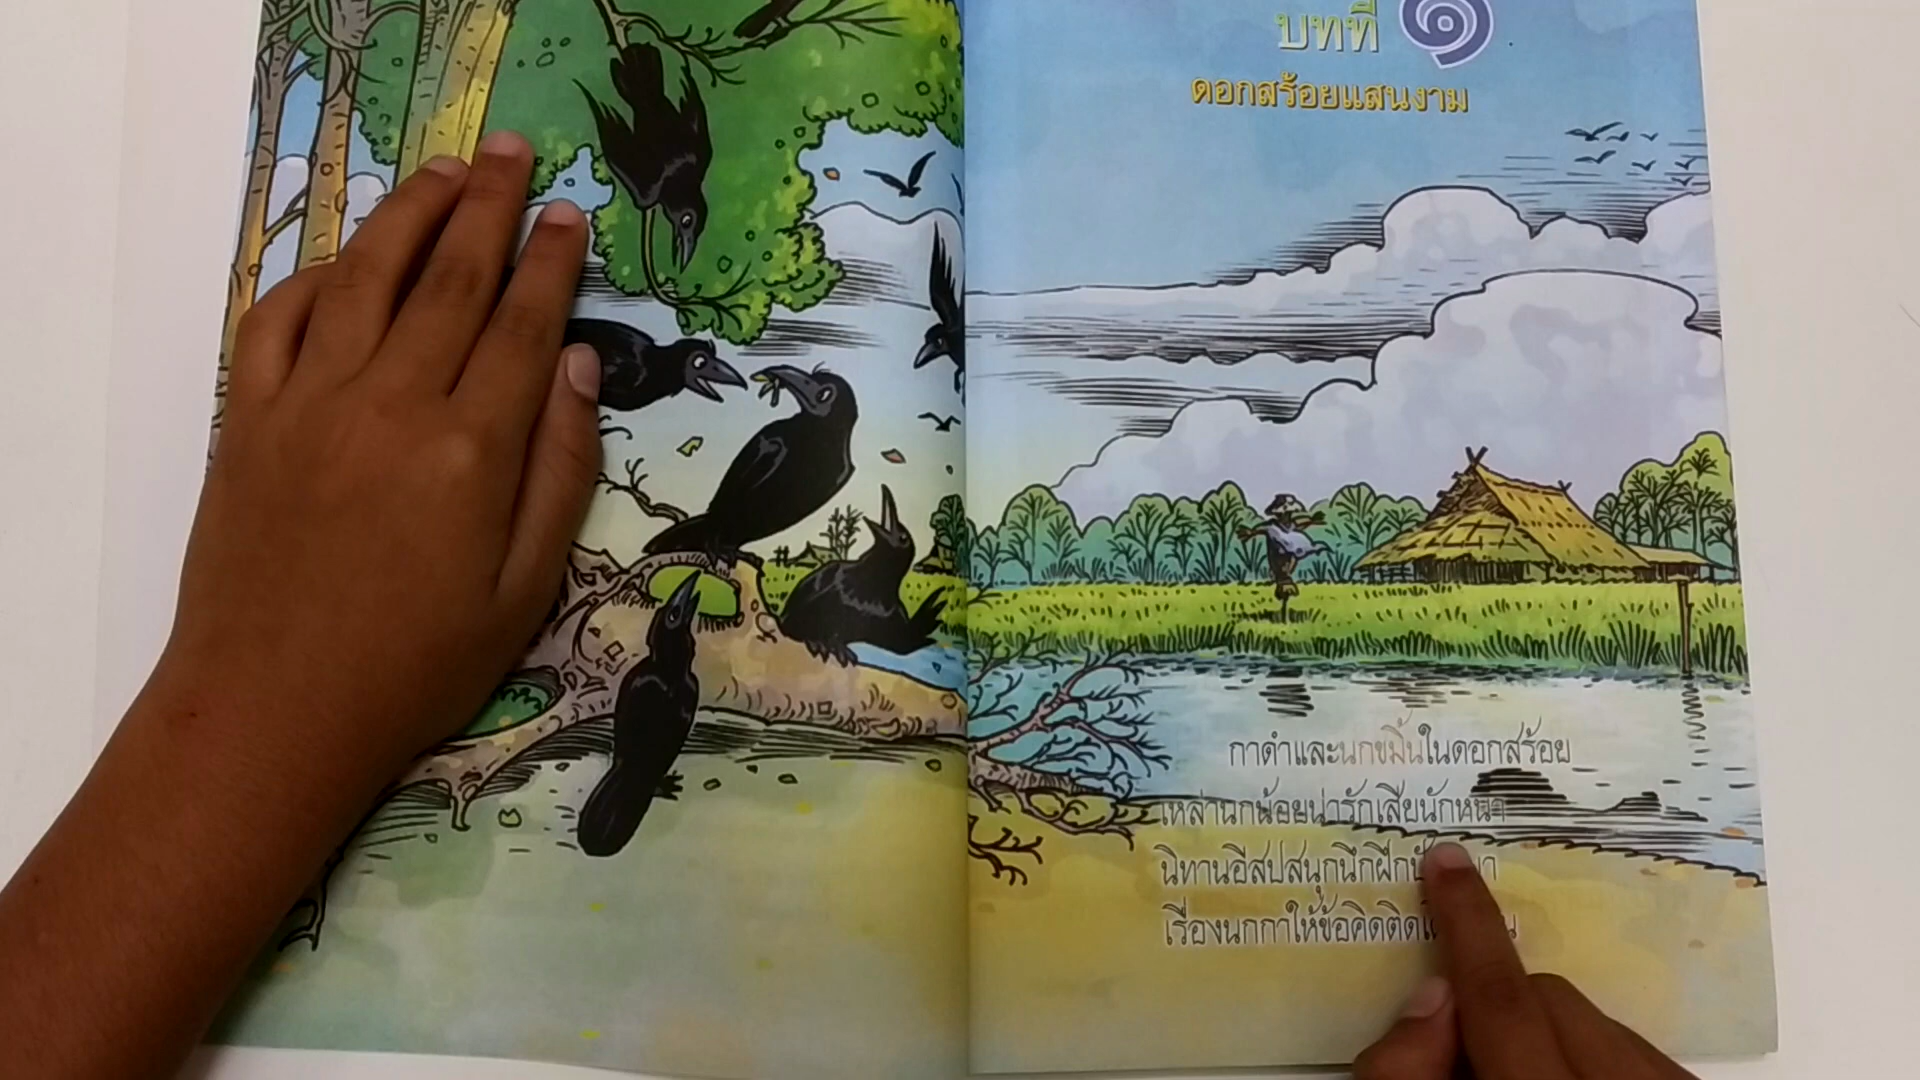 บทที่ ๑
ดอกสร้อยแสนงาม
กาดำและนกขมิ้นในดอกสร้อย
เหล่านกน้อยน่ารักเสียนักหนา
นิทานอีสปสนุกนึกฝึก
เรื่องนกกาให้ข้อคิดติด